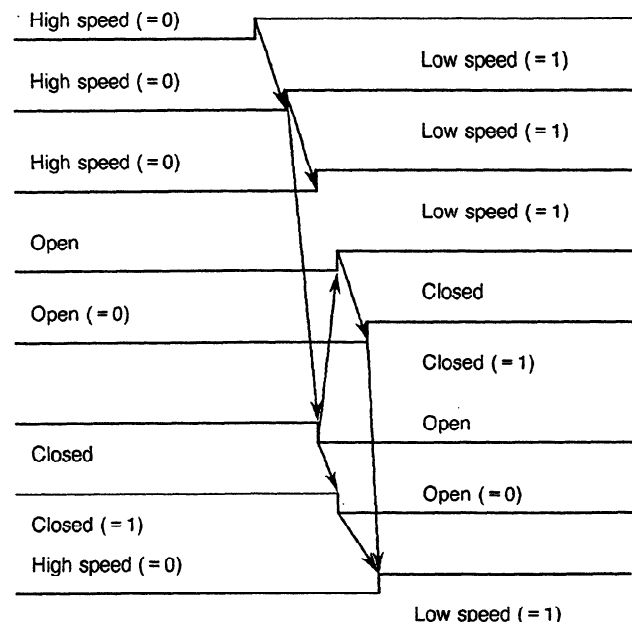 High speed (=0)
Low speed (=1)
High speed (=0)
Low speed (=1)
High speed (=0)
Low speed (=1)
Open
Closed
Open (=0)
Closed (=1)
Open
Closed
Open (=0)
Closed (=1)
High speed (=0)
Low speed (=1)